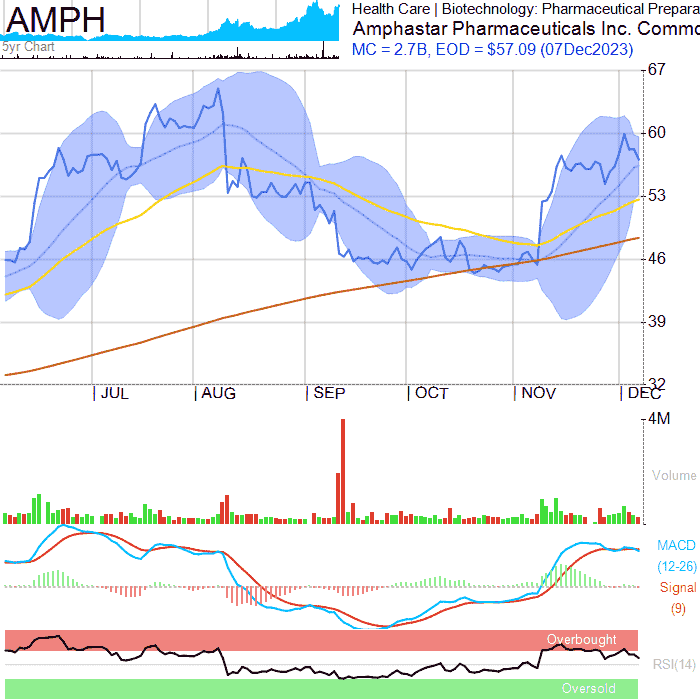 AMPH
5yr Chart
Health Care | Biotechnology: Pharmaceutical Prepara
Amphastar Pharmaceuticals Inc. Commo
MC = 2.7B, EOD = $57.09 (07Dec2023)
67
60
53
46
39
32
JUL
AUG
SEP
OCT
NOV
DEC
4M
Volume
MACD
(12-26)
Signal
(9)
Overbought
RSI(14)
Oversold